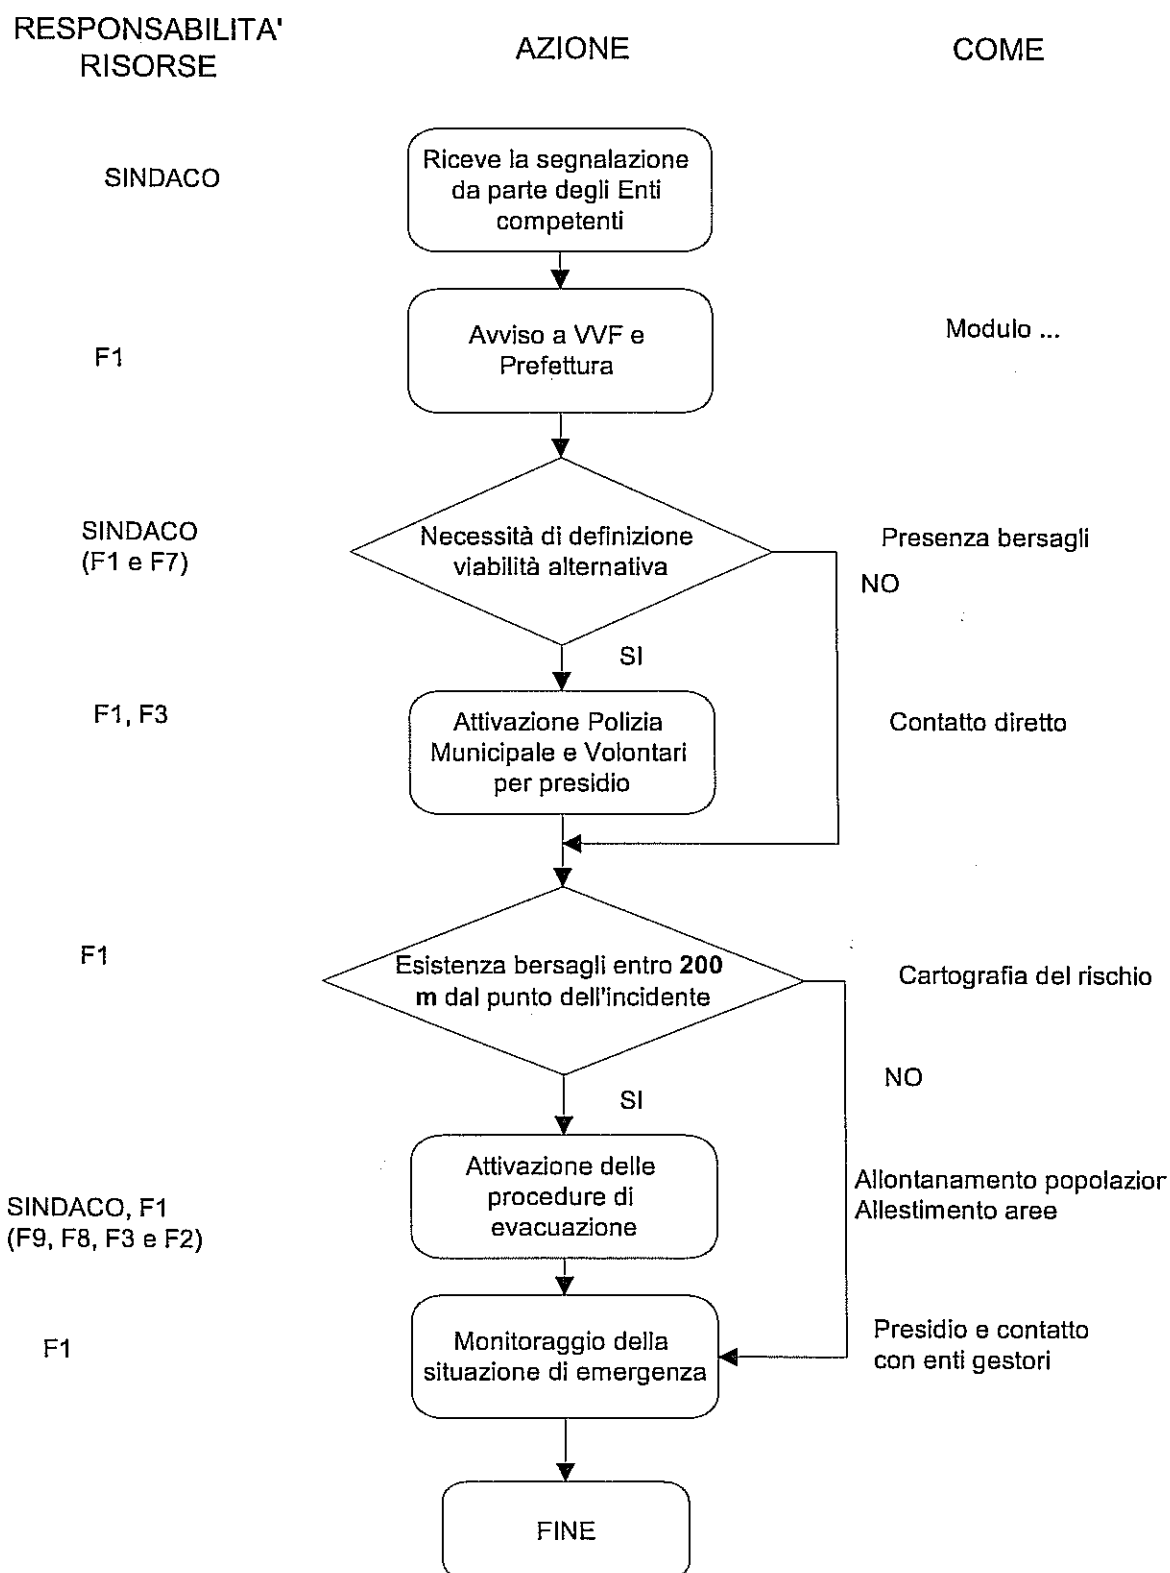 RESPONSABILITA'
RISORSE
AZIONE
COME
SINDACO
Riceve la segnalazione
da parte degli Enti
competenti
F1
Avviso a VVF e
Prefettura
Modulo ...
SINDACO
(F1 e F7)
Necessità di definizione
viabilità alternativa
Presenza bersagli
NO
SI
F1, F3
Attivazione Polizia
Municipale e Volontari
per presidio
Contatto diretto
F1
Esistenza bersagli entro 200
m dal punto dell'incidente
Cartografia del rischio
NO
SI
SINDACO, F1
(F9, F8, F3 e F2)
Attivazione delle
procedure di
evacuazione
Allontanamento popolazior
Allestimento aree
F1
Monitoraggio della
situazione di emergenza
Presidio e contatto
con enti gestori
FINE